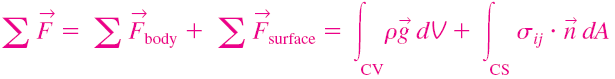 ∑ F⃗ = ∑ F⃗_body + ∑ F⃗_surface = ∫_CV ρg⃗ dV̶ + ∫_CS σ_ij · n⃗ dA